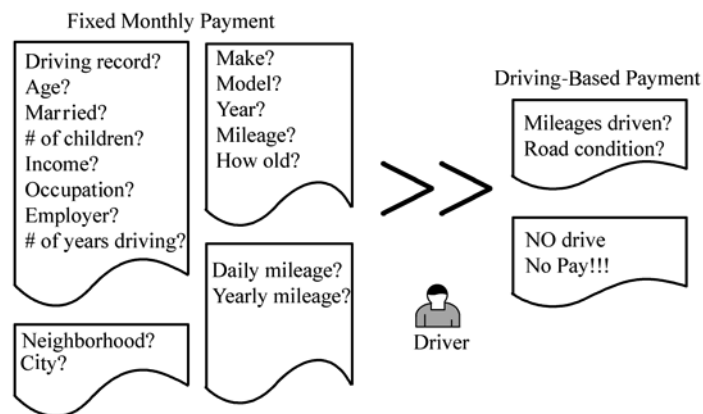 Fixed Monthly Payment
Driving record?
Age?
Married?
# of children?
Income?
Occupation?
Employer?
# of years driving?
Neighborhood?
City?
Make?
Model?
Year?
Mileage?
How old?
Daily mileage?
Yearly mileage?
Driver
Driving-Based Payment
Mileages driven?
Road condition?
NO drive
No Pay!!!